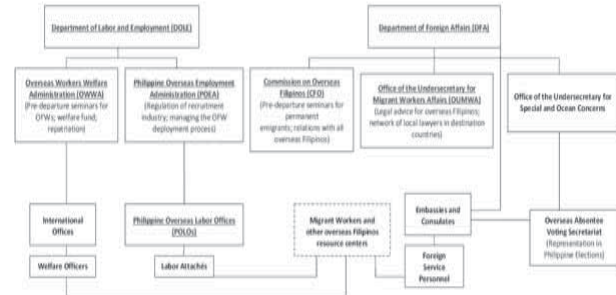 Department of Labor and Employment (DOLE)
Department of Foreign Affairs (DFA)
Overseas Workers Welfare
Administration (OWWA)
(Pre-departure seminars for
OFWs; welfare fund;
repatriation)
Philippine Overseas Employment
Administration (POEA)
(Regulation of recruitment
industry; managing the OFW
deployment process)
Commission on Overseas
Filipinos (CFO)
(Pre-departure seminars for
permanent
emigrants; relations with all
overseas Filipinos)
Office of the Undersecretary for
Migrant Workers Affairs (OUMWA)
(Legal advice for overseas Filipinos;
network of local lawyers in destination
countries)
Office of the Undersecretary for
Special and Ocean Concerns
International
Offices
Philippine Overseas Labor Offices
(POLOs)
Migrant Workers and
other overseas Filipinos
resource centers
Embassies and
Consulates
Overseas Absentee
Voting Secretariat
(Representation in
Philippine Elections)
Welfare Officers
Labor Attachés
Foreign
Service
Personnel